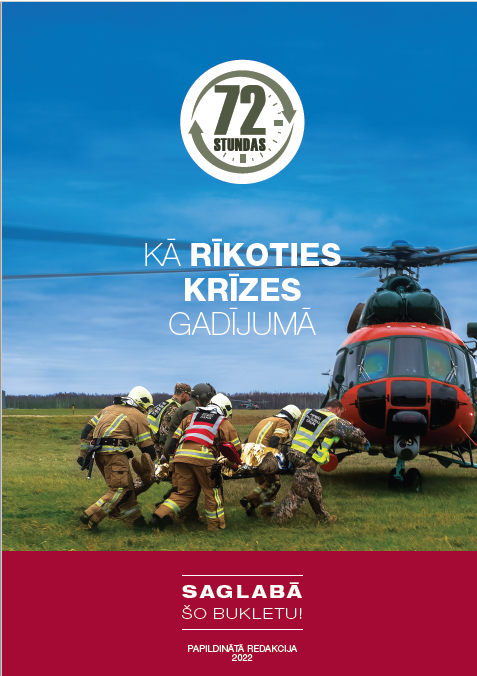 72
STUNDAS
KĀ RĪKOTIES
KRĪZES
GADĪJUMĀ
SAGLABĀ
ŠO BUKLETU!
PAPILDINĀTĀ REDAKCIJA
2022